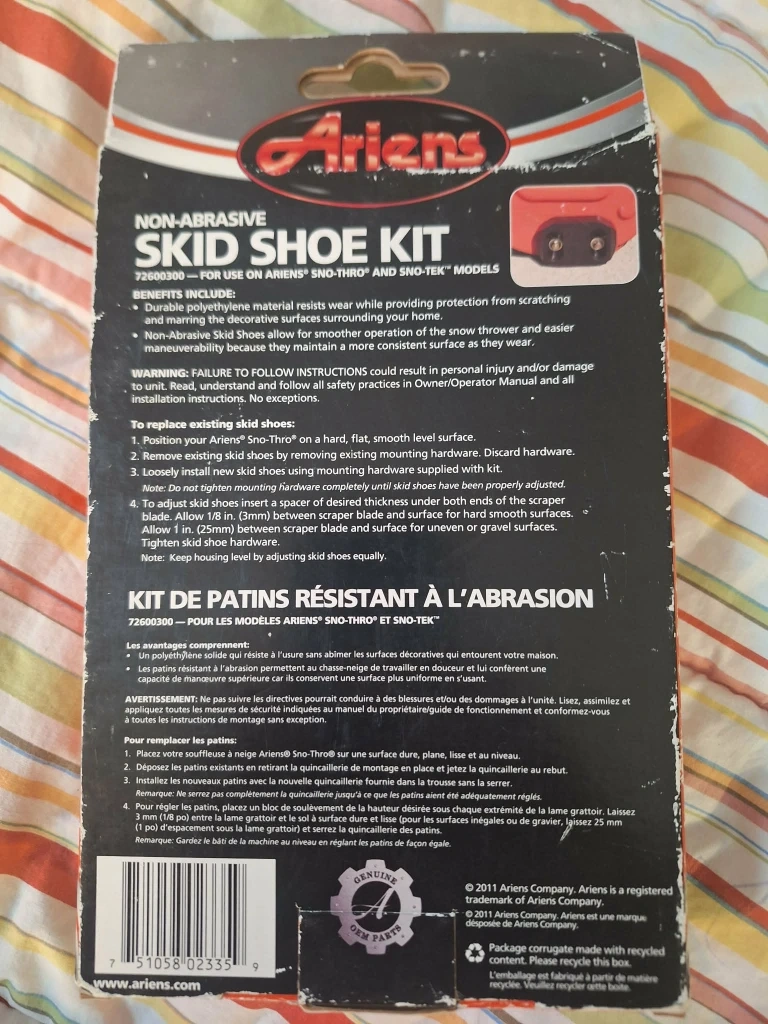 Ariens
NON-ABRASIVE
SKID SHOE KIT
72600300 — FOR USE ON ARIENS® SNO-THRO® AND SNO-TEK™ MODELS
BENEFITS INCLUDE:
• Durable polyethylene material resists wear while providing protection from scratching
and marring the decorative surfaces surrounding your home.
• Non-Abrasive Skid Shoes allow for smoother operation of the snow thrower and easier
maneuverability because they maintain a more consistent surface as they wear.
WARNING: FAILURE TO FOLLOW INSTRUCTIONS could result in personal injury and/or damage
to unit. Read, understand and follow all safety practices in Owner/Operator Manual and all
installation instructions. No exceptions.
To replace existing skid shoes:
1. Position your Ariens® Sno-Thro® on a hard, flat, smooth level surface.
2. Remove existing skid shoes by removing existing mounting hardware. Discard hardware.
3. Loosely install new skid shoes using mounting hardware supplied with kit.
Note: Do not tighten mounting hardware completely until skid shoes have been properly adjusted.
4. To adjust skid shoes insert a spacer of desired thickness under both ends of the scraper
blade. Allow 1/8 in. (3mm) between scraper blade and surface for hard smooth surfaces.
Allow 1 in. (25mm) between scraper blade and surface for uneven or gravel surfaces.
Tighten skid shoe hardware.
Note: Keep housing level by adjusting skid shoes equally.
KIT DE PATINS RÉSISTANT À L'ABRASION
72600300 — POUR LES MODÈLES ARIENS® SNO-THRO® ET SNO-TEK™
Les avantages comprennent:
• Un polyéthylène solide qui résiste à l'usure sans abimer les surfaces décoratives qui entourent votre maison.
• Les patins résistant à l'abrasion permettent au chasse-neige de travailler en douceur et lui confèrent une
capacité de manœuvre supérieure car ils conservent une surface plus uniforme en s'usant.
AVERTISSEMENT: Ne pas suivre les directives pourrait conduire à des blessures et/ou des dommages à l'unité. Lisez, assimilez et
appliquez toutes les mesures de sécurité indiquées au manuel du propriétaire/guide de fonctionnement et conformez-vous
à toutes les instructions de montage sans exception.
Pour remplacer les patins:
1. Placez votre souffleuse à neige Ariens® Sno-Thro® sur une surface dure, plane, lisse et au niveau.
2. Déposez les patins existants en retirant la quincaillerie de montage en place et jetez la quincaillerie au rebut.
3. Installez les nouveaux patins avec la nouvelle quincaillerie fournie dans la trousse sans la serrer.
Remarque: Ne serrez pas complètement la quincaillerie jusqu'à ce que les patins aient été adéquatement réglés.
4. Pour régler les patins, placez un bloc de soulèvement de la hauteur désirée sous chaque extrémité de la lame grattoir. Laissez
3 mm (1/8 po) entre la lame grattoir et le sol à surface dure et lisse (pour les surfaces inégales ou de gravier, laissez 25 mm
(1 po) d'espacement sous la lame grattoir) et serrez la quincaillerie des patins.
Remarque: Gardez le bâti de la machine au niveau en réglant les patins de façon égale.
7 51058 02335 9
www.ariens.com
GENUINE
A
OEM PARTS
© 2011 Ariens Company. Ariens is a registered
trademark of Ariens Company.
© 2011 Ariens Company. Ariens est une marque
désposée de Ariens Company.
Package corrugate made with recycled
content. Please recycle this box.
L'emballage est fabriqué à partir de matière
recyclée. Veuillez recycler cette boite.